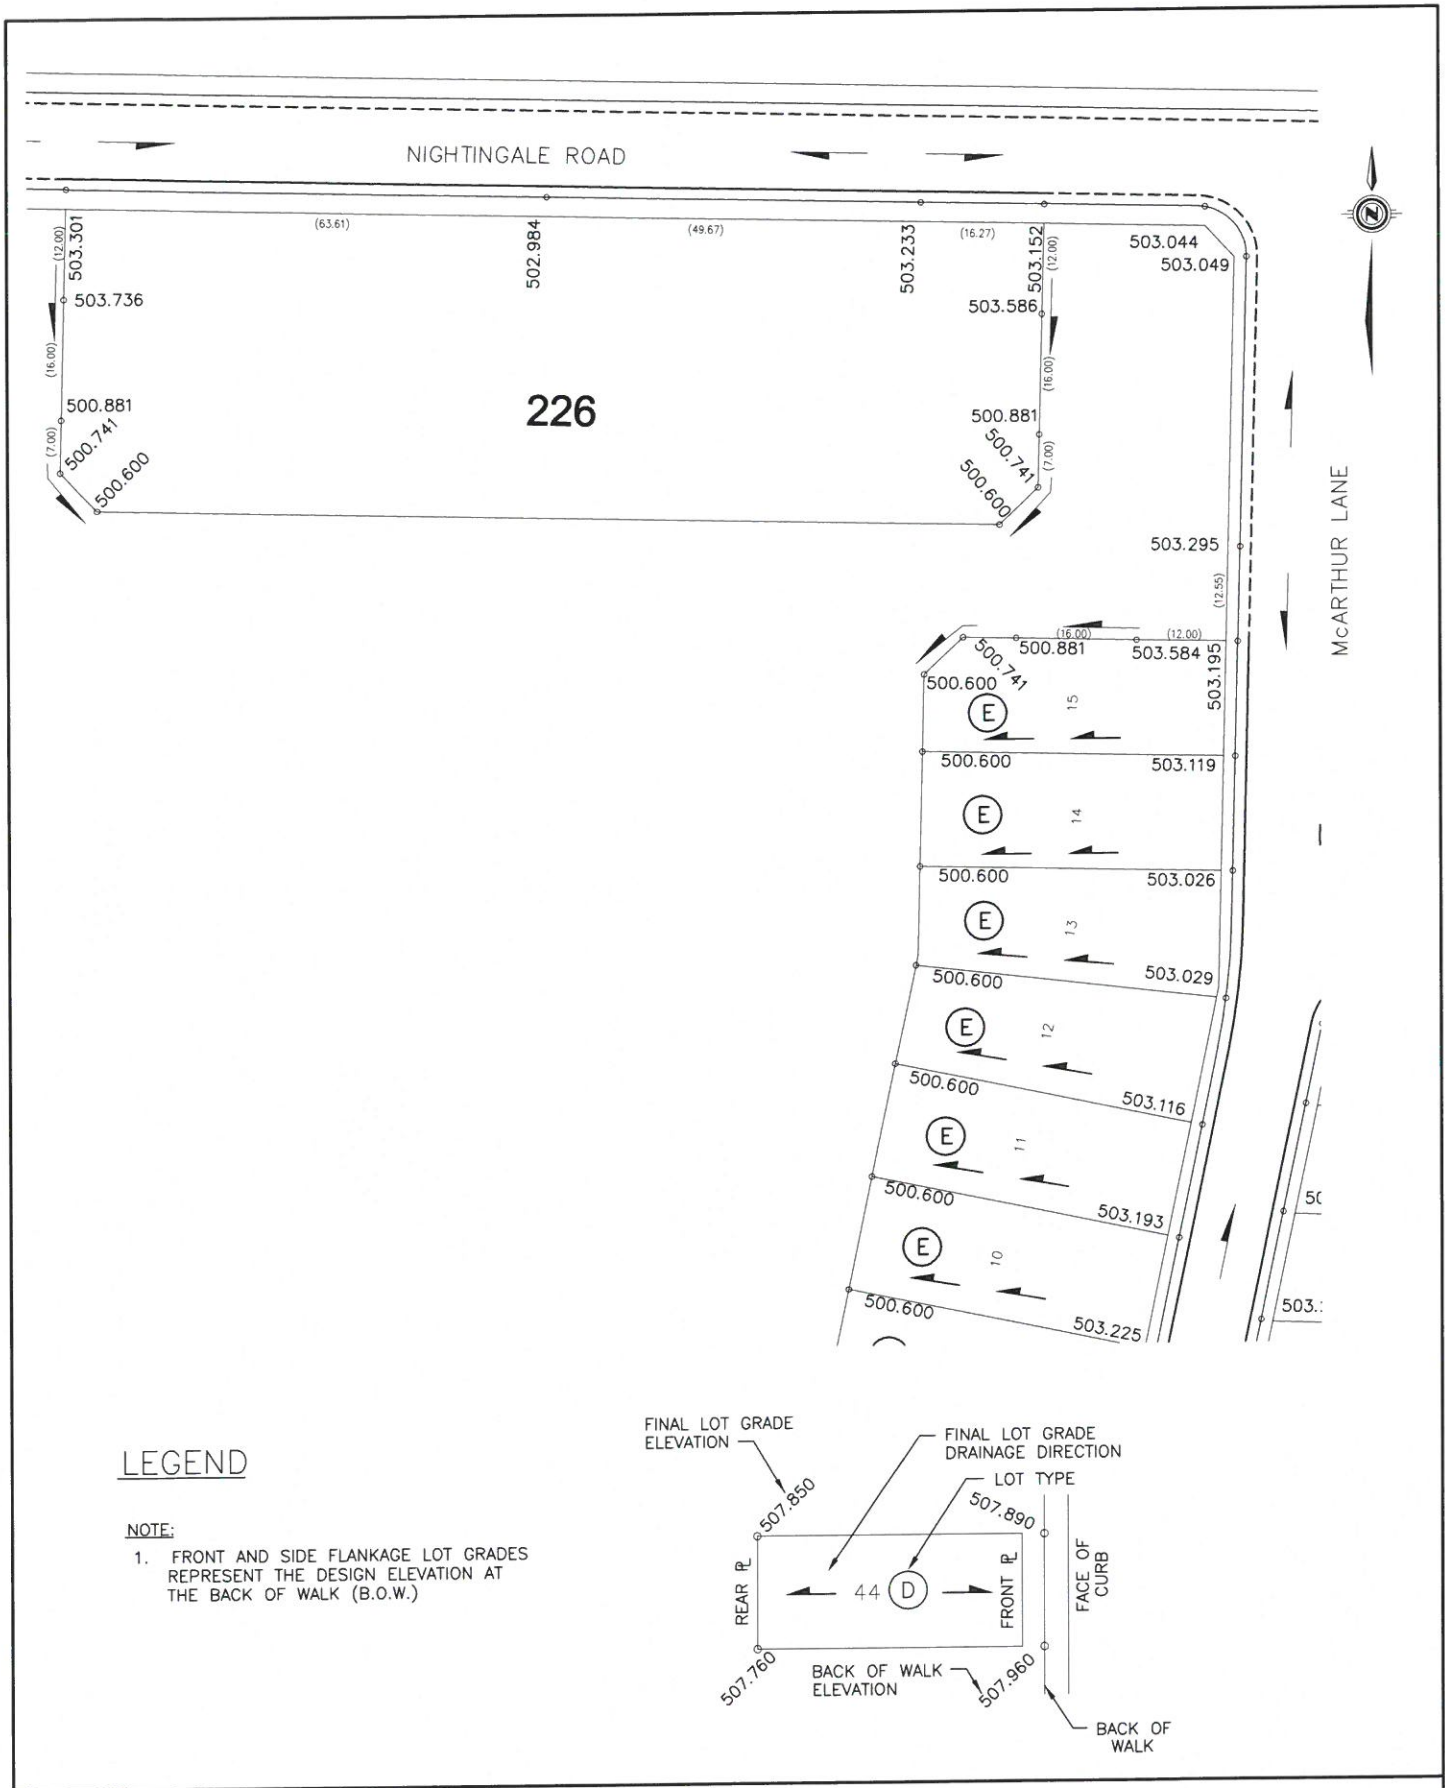 NIGHTINGALE ROAD
(63.61)
(49.67)
(16.27)
503.301
(12.00)
502.984
503.233
503.152
(12.00)
503.044
503.049
503.736
503.586
(16.00)
(16.00)
226
500.881
500.741
500.600
(7.00)
500.881
500.741
500.600
(7.00)
McARTHUR LANE
503.295
(12.55)
(16.00)
(12.00)
500.881
503.584
500.741
503.195
500.600
15
E
500.600
503.119
E
14
500.600
503.026
E
13
500.600
503.029
E
12
500.600
503.116
E
11
500.600
503.193
E
10
500.600
503.225
503.
Z
LEGEND
NOTE:
1. FRONT AND SIDE FLANKAGE LOT GRADES
REPRESENT THE DESIGN ELEVATION AT
THE BACK OF WALK (B.O.W.)
FINAL LOT GRADE
ELEVATION
FINAL LOT GRADE
DRAINAGE DIRECTION
LOT TYPE
507.850
507.890
REAR PL
44
D
FRONT PL
FACE OF
CURB
507.760
BACK OF WALK
ELEVATION
507.960
BACK OF
WALK